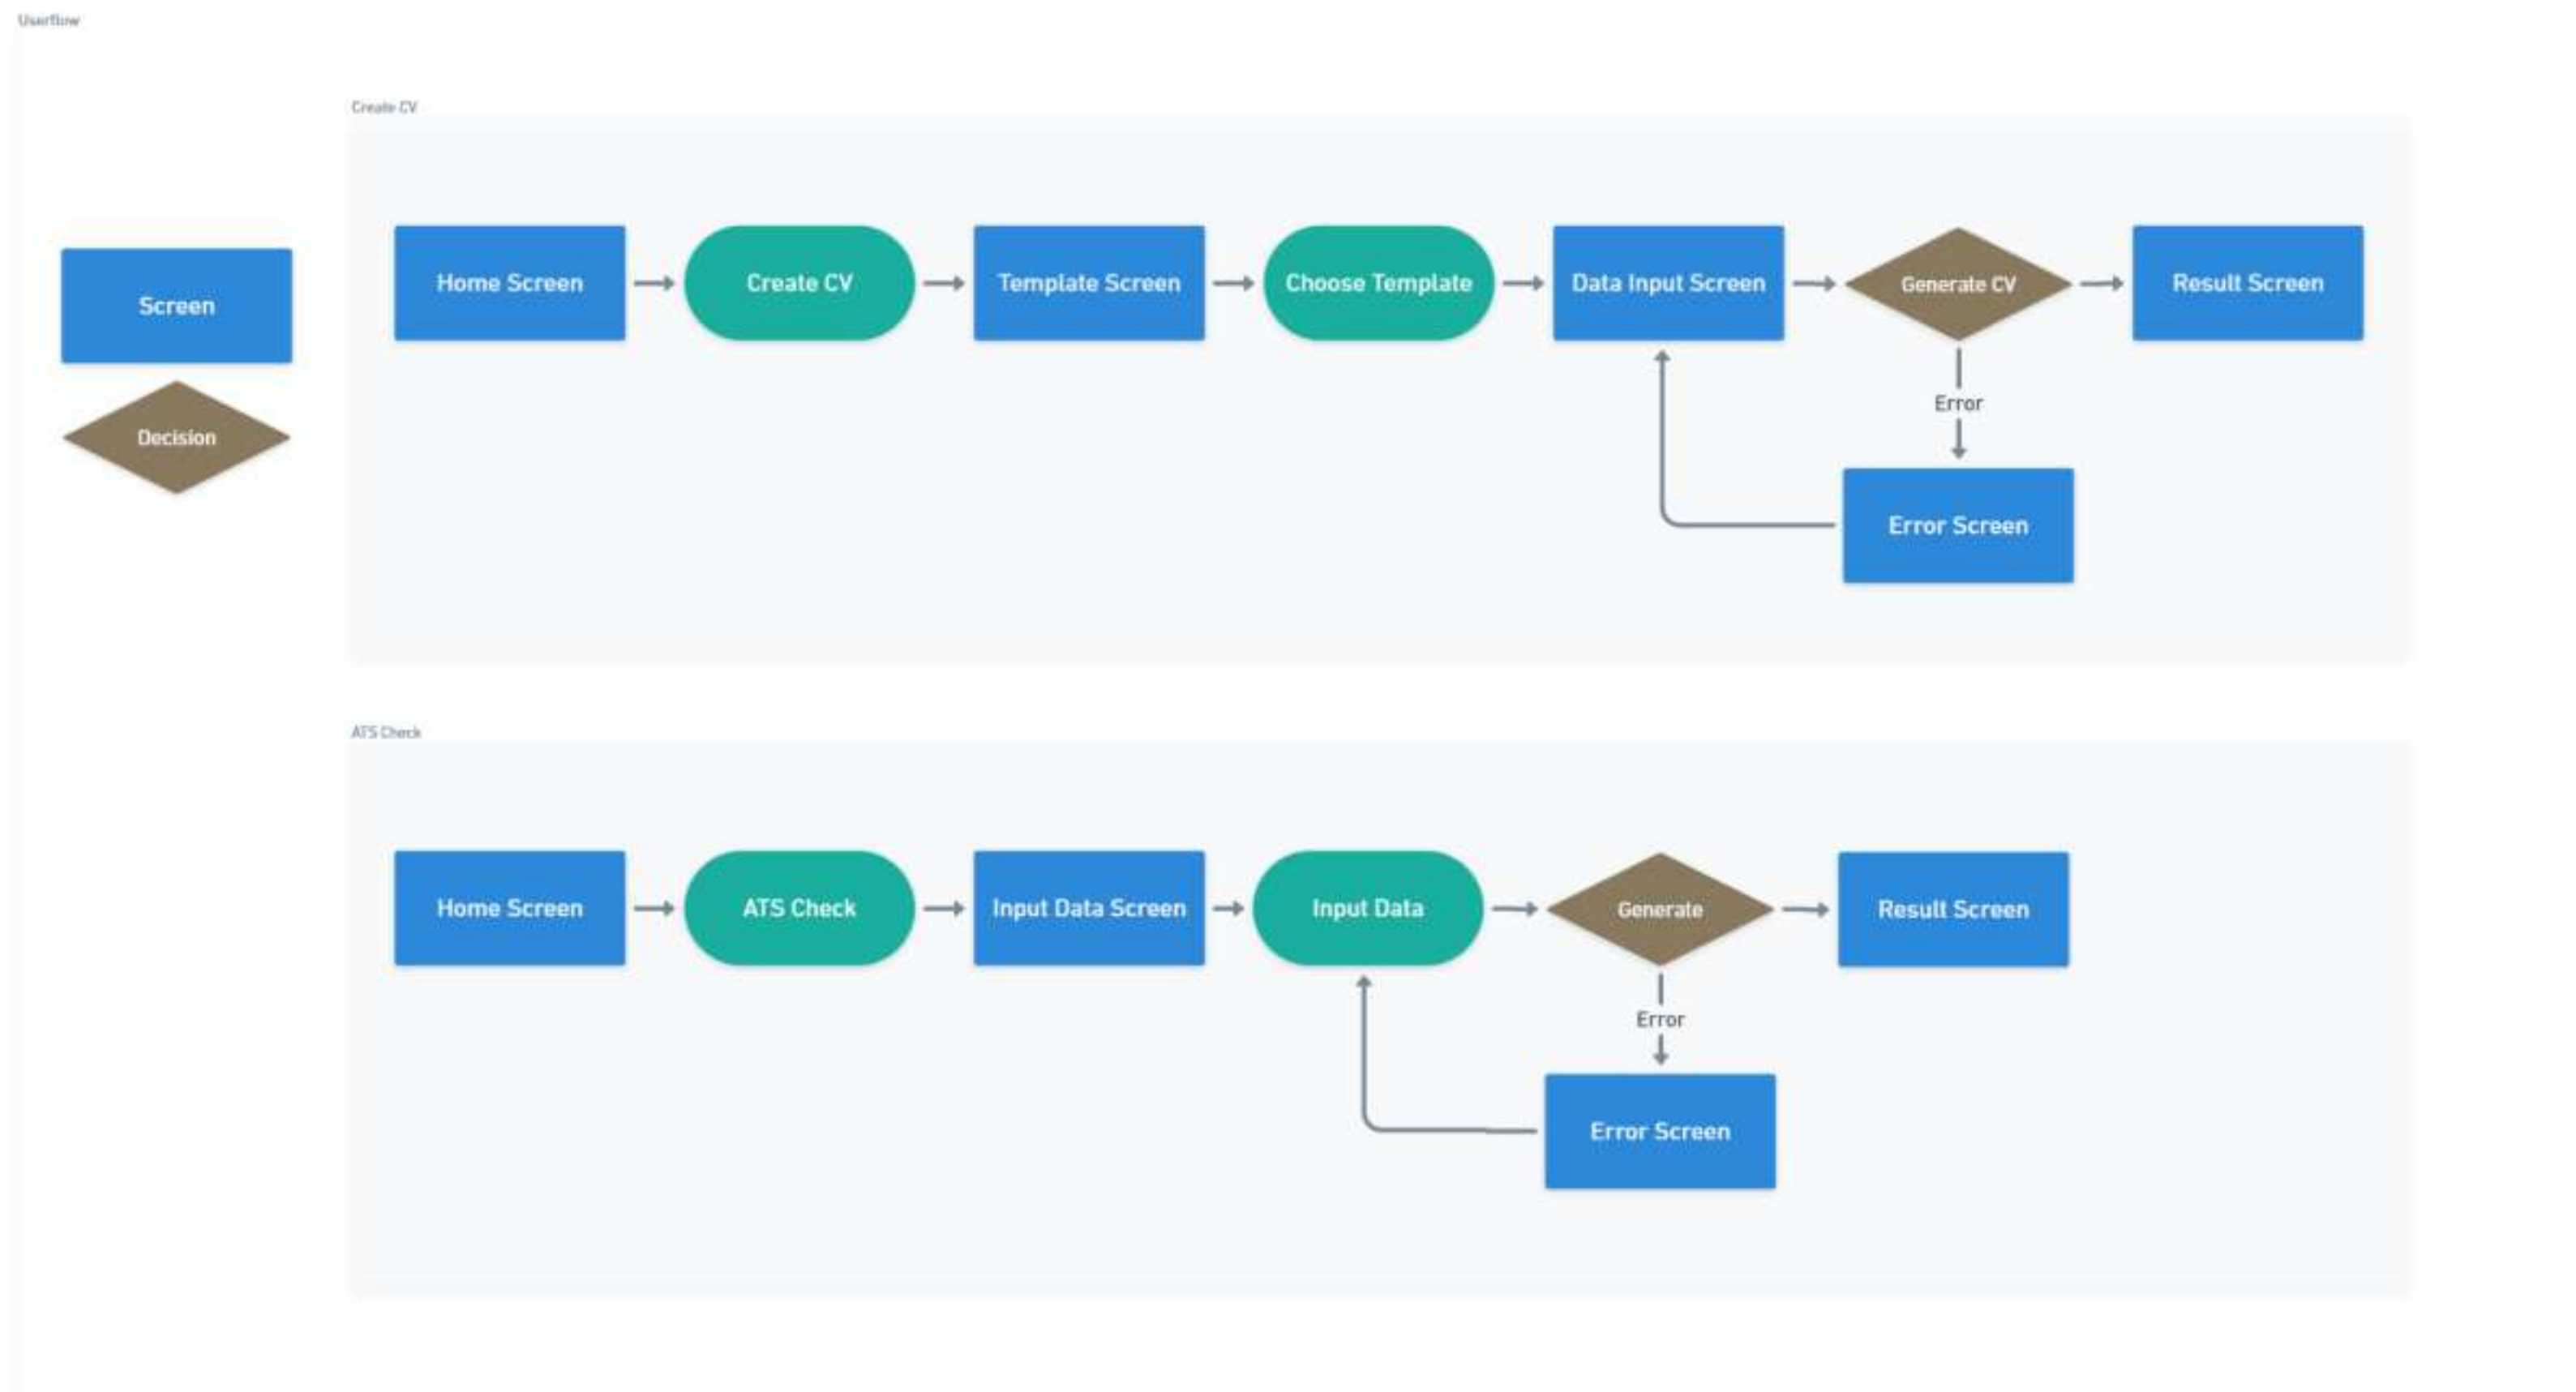 Userflow
Create CV
Screen
Decision
Home Screen
Create CV
Template Screen
Choose Template
Data Input Screen
Generate CV
Result Screen
Error
Error Screen
ATS Check
Home Screen
ATS Check
Input Data Screen
Input Data
Generate
Result Screen
Error
Error Screen